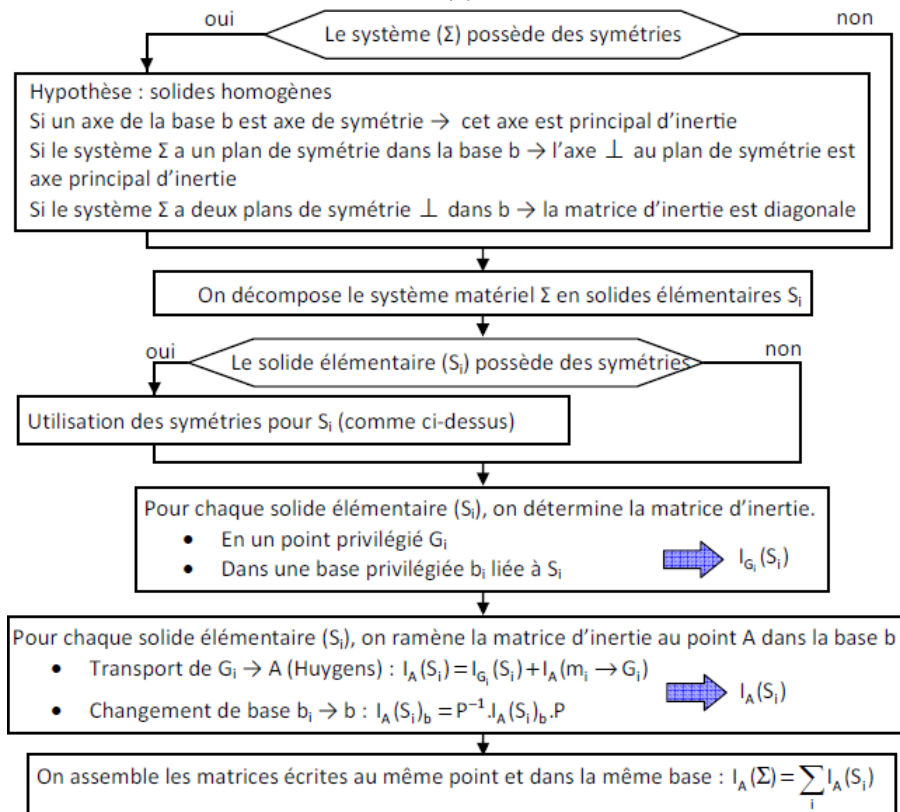 oui
Le système (Σ) possède des symétries
non
Hypothèse : solides homogènes
Si un axe de la base b est axe de symétrie → cet axe est principal d'inertie
Si le système Σ a un plan de symétrie dans la base b → l'axe ⊥ au plan de symétrie est
axe principal d'inertie
Si le système Σ a deux plans de symétrie ⊥ dans b → la matrice d'inertie est diagonale
On décompose le système matériel Σ en solides élémentaires Sᵢ
oui
Le solide élémentaire (Sᵢ) possède des symétries
non
Utilisation des symétries pour Sᵢ (comme ci-dessus)
Pour chaque solide élémentaire (Sᵢ), on détermine la matrice d'inertie.
• En un point privilégié Gᵢ
• Dans une base privilégiée bᵢ liée à Sᵢ
I_{Gᵢ}(Sᵢ)
Pour chaque solide élémentaire (Sᵢ), on ramène la matrice d'inertie au point A dans la base b
• Transport de Gᵢ → A (Huygens) : I_A(Sᵢ) = I_{Gᵢ}(Sᵢ) + I_A(mᵢ → Gᵢ)
• Changement de base bᵢ → b : I_A(Sᵢ)_b = P⁻¹.I_A(Sᵢ)_b.P
I_A(Sᵢ)
On assemble les matrices écrites au même point et dans la même base : I_A(Σ) = ∑ᵢ I_A(Sᵢ)